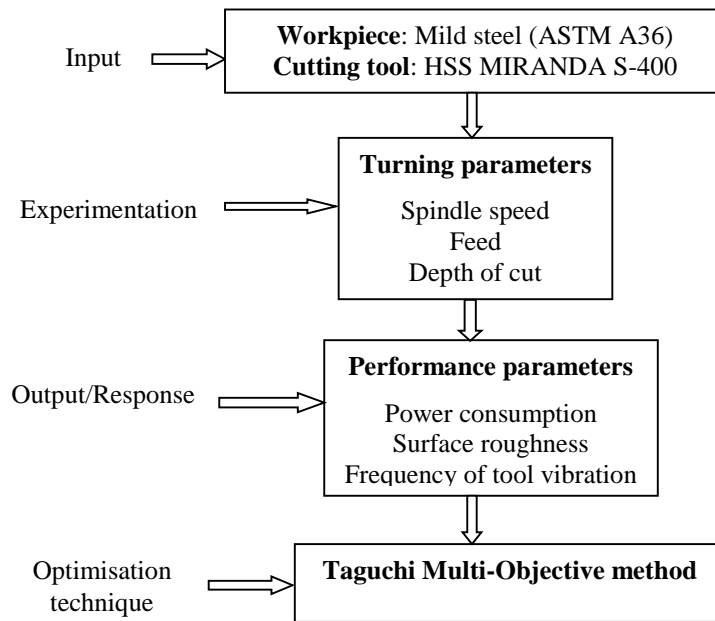 Input
Workpiece: Mild steel (ASTM A36)
Cutting tool: HSS MIRANDA S-400
Experimentation
Turning parameters
Spindle speed
Feed
Depth of cut
Output/Response
Performance parameters
Power consumption
Surface roughness
Frequency of tool vibration
Optimisation
technique
Taguchi Multi-Objective method